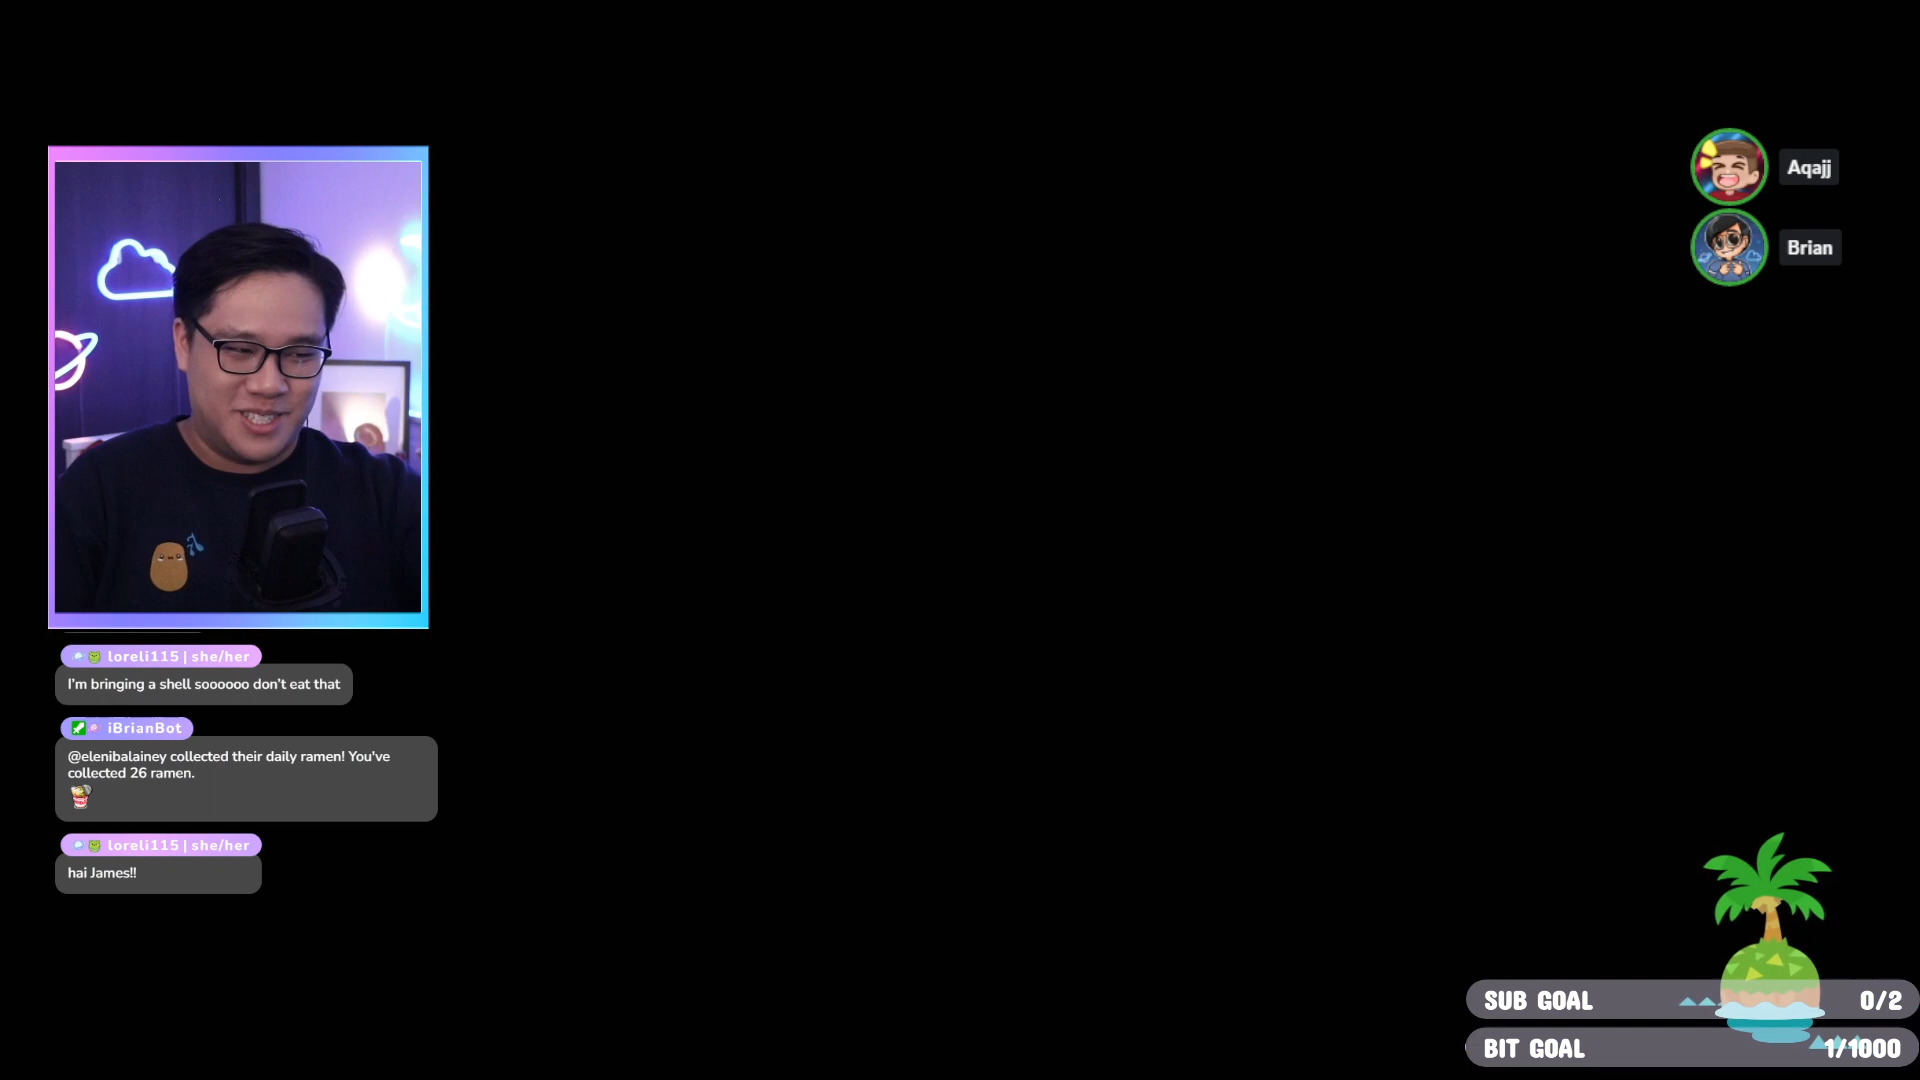 Aqajj
Brian
loreli115 | she/her
I'm bringing a shell soooooo don't eat that
iBrianBot
@elenibalainey collected their daily ramen! You've
collected 26 ramen.
loreli115 | she/her
hai James!!
SUB GOAL 0/2
BIT GOAL 1/1000